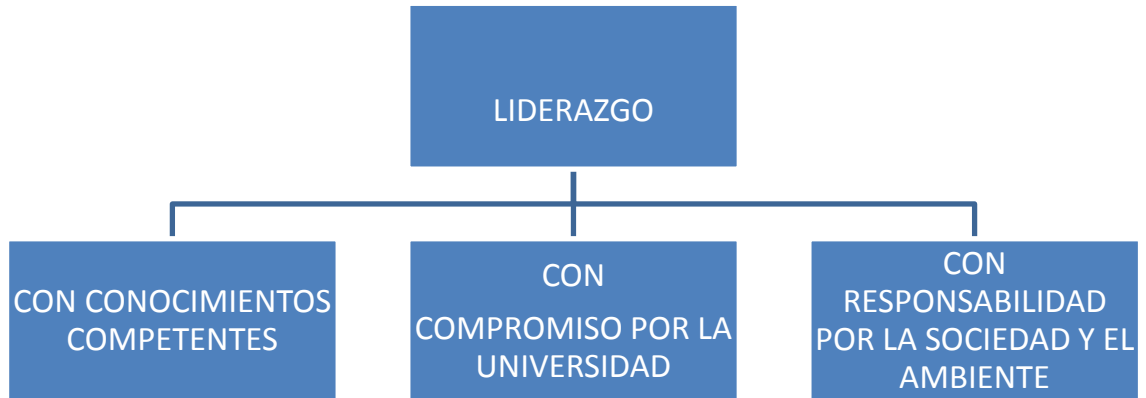 LIDERAZGO
CON CONOCIMIENTOS
COMPETENTES
CON
COMPROMISO POR LA
UNIVERSIDAD
CON
RESPONSABILIDAD
POR LA SOCIEDAD Y EL
AMBIENTE